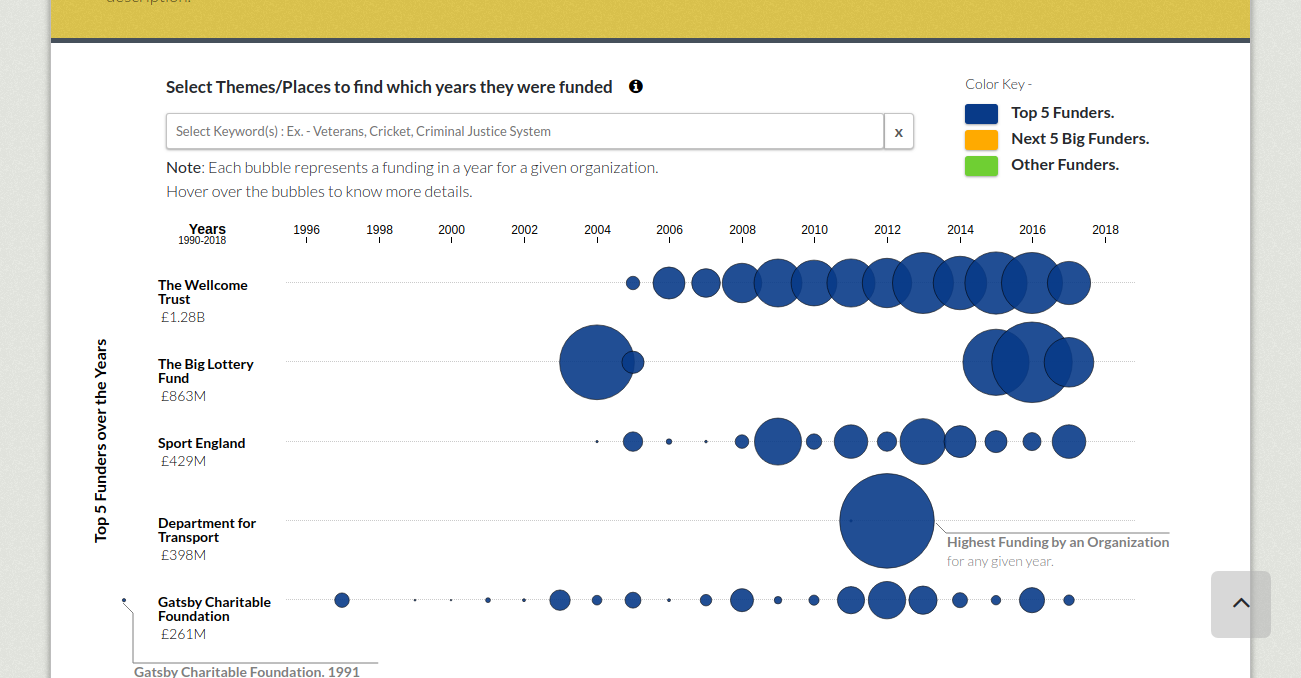 description.
Select Themes/Places to find which years they were funded
Select Keyword(s) : Ex. - Veterans, Cricket, Criminal Justice System
x
Note: Each bubble represents a funding in a year for a given organization.
Hover over the bubbles to know more details.
Color Key -
Top 5 Funders.
Next 5 Big Funders.
Other Funders.
Years
1990-2018
1996 1998 2000 2002 2004 2006 2008 2010 2012 2014 2016 2018
Top 5 Funders over the Years
The Wellcome
Trust
£1.28B
The Big Lottery
Fund
£863M
Sport England
£429M
Department for
Transport
£398M
Highest Funding by an Organization
for any given year.
Gatsby Charitable
Foundation
£261M
Gatsby Charitable Foundation. 1991